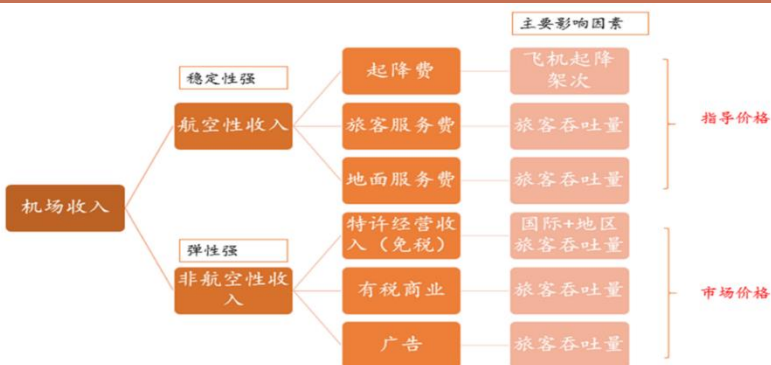 主要影响因素
起降费
飞机起降
架次
稳定性强
航空性收入
旅客服务费
旅客吞吐量
指导价格
地面服务费
旅客吞吐量
机场收入
特许经营收
入（免税）
国际+地区
旅客吞吐量
弹性强
非航空性收
入
有税商业
旅客吞吐量
市场价格
广告
旅客吞吐量